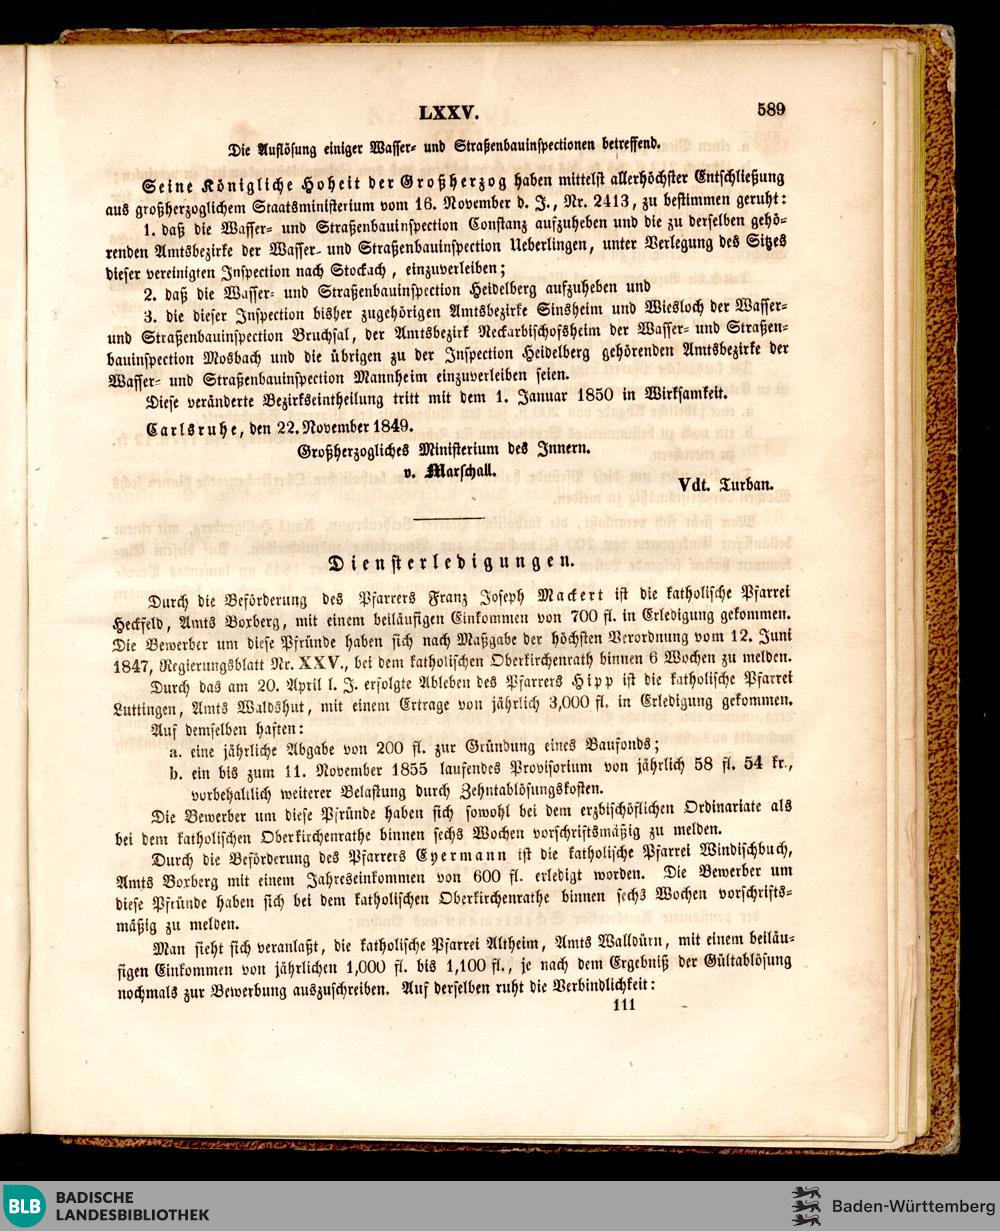 LXXV.
589
Die Auflösung einiger Wasser- und Straßenbauinspectionen betreffend.
Seine Königliche Hoheit der Großherzog haben mittelst allerhöchster Entschließung
aus großherzoglichem Staatsministerium vom 16. November d. J., Nr. 2413, zu bestimmen geruht:
1. daß die Wasser- und Straßenbauinspection Constanz aufzuheben und die zu derselben gehö-
renden Amtsbezirke der Wasser- und Straßenbauinspection Ueberlingen, unter Verlegung des Sitzes
dieser vereinigten Inspection nach Stockach, einzuverleiben;
2. daß die Wasser- und Straßenbauinspection Heidelberg aufzuheben und
3. die dieser Inspection bisher zugehörigen Amtsbezirke Sinsheim und Wiesloch der Wasser-
und Straßenbauinspection Bruchsal, der Amtsbezirk Neckarbischofsheim der Wasser- und Straßen-
bauinspection Mosbach und die übrigen zu der Inspection Heidelberg gehörenden Amtsbezirke der
Wasser- und Straßenbauinspection Mannheim einzuverleiben seien.
Diese veränderte Bezirkseintheilung tritt mit dem 1. Januar 1850 in Wirksamkeit.
Carlsruhe, den 22. November 1849.
Großherzogliches Ministerium des Innern.
v. Marschall.
Vdt. Turban.
Diensterledigungen.
Durch die Beförderung des Pfarrers Franz Joseph Mackert ist die katholische Pfarrei
Heckfeld, Amts Boxberg, mit einem beiläufigen Einkommen von 700 fl. in Erledigung gekommen.
Die Bewerber um diese Pfründe haben sich nach Maßgabe der höchsten Verordnung vom 12. Juni
1847, Regierungsblatt Nr. XXV., bei dem katholischen Oberkirchenrath binnen 6 Wochen zu melden.
Durch das am 20. April l. J. erfolgte Ableben des Pfarrers Hipp ist die katholische Pfarrei
Luttingen, Amts Waldshut, mit einem Ertrage von jährlich 3,000 fl. in Erledigung gekommen.
Auf demselben haften:
a. eine jährliche Abgabe von 200 fl. zur Gründung eines Baufonds;
b. ein bis zum 11. November 1855 laufendes Provisorium von jährlich 58 fl. 54 kr.,
vorbehaltlich weiterer Belastung durch Zehntablösungskosten.
Die Bewerber um diese Pfründe haben sich sowohl bei dem erzbischöflichen Ordinariate als
bei dem katholischen Oberkirchenrathe binnen sechs Wochen vorschriftsmäßig zu melden.
Durch die Beförderung des Pfarrers Eyermann ist die katholische Pfarrei Windischbuch,
Amts Boxberg mit einem Jahreseinkommen von 600 fl. erledigt worden. Die Bewerber um
diese Pfründe haben sich bei dem katholischen Oberkirchenrathe binnen sechs Wochen vorschrifts-
mäßig zu melden.
Man sieht sich veranlaßt, die katholische Pfarrei Altheim, Amts Walldürn, mit einem beiläu-
figen Einkommen von jährlichen 1,000 fl. bis 1,100 fl., je nach dem Ergebniß der Gültablösung
nochmals zur Bewerbung auszuschreiben. Auf derselben ruht die Verbindlichkeit:
111
BLB
BADISCHE
LANDESBIBLIOTHEK
Baden-Württemberg